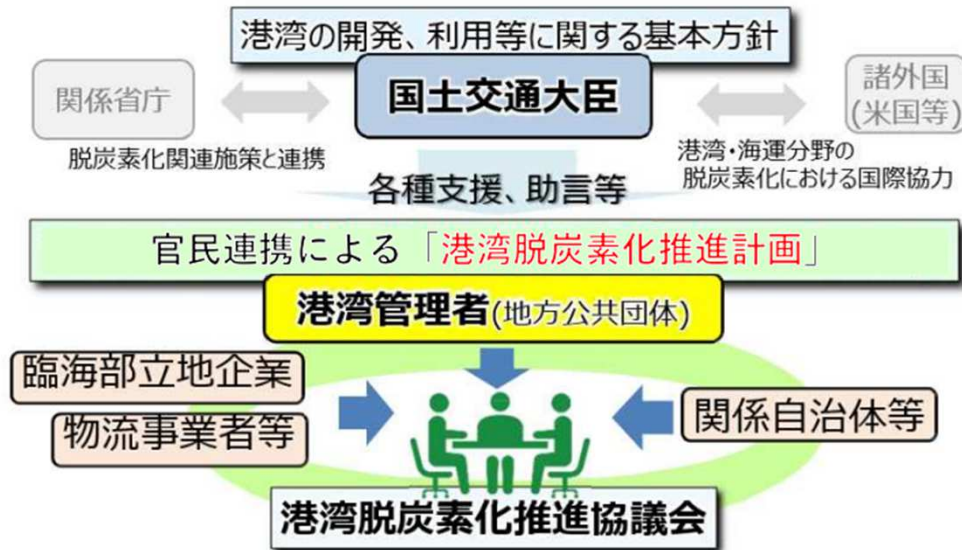 港湾の開発、利用等に関する基本方針
関係省庁
国土交通大臣
諸外国
(米国等)
脱炭素化関連施策と連携
港湾・海運分野の
脱炭素化における国際協力
各種支援、助言等
官民連携による「港湾脱炭素化推進計画」
港湾管理者(地方公共団体)
臨海部立地企業
物流事業者等
関係自治体等
港湾脱炭素化推進協議会